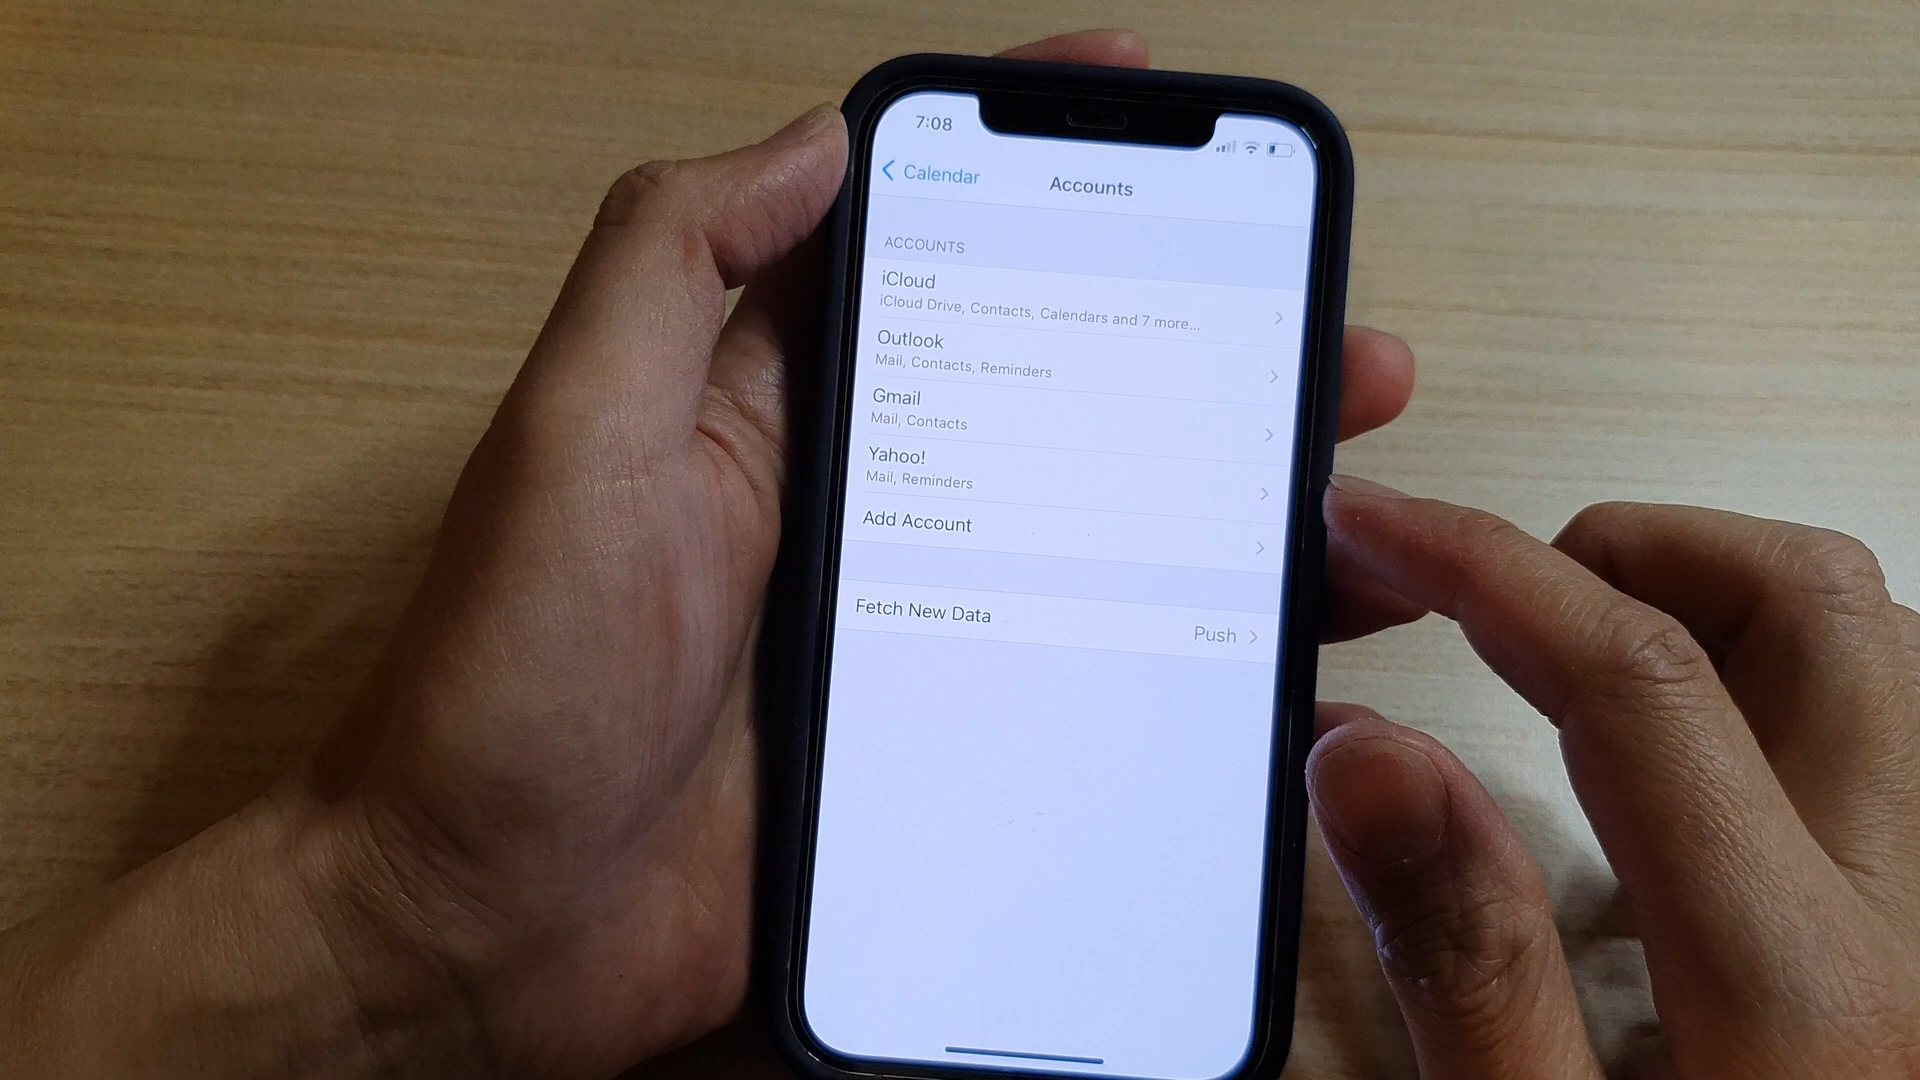 7:08
Calendar
Accounts
ACCOUNTS
iCloud
iCloud Drive, Contacts, Calendars and 7 more...
Outlook
Mail, Contacts, Reminders
Gmail
Mail, Contacts
Yahoo!
Mail, Reminders
Add Account
Fetch New Data
Push